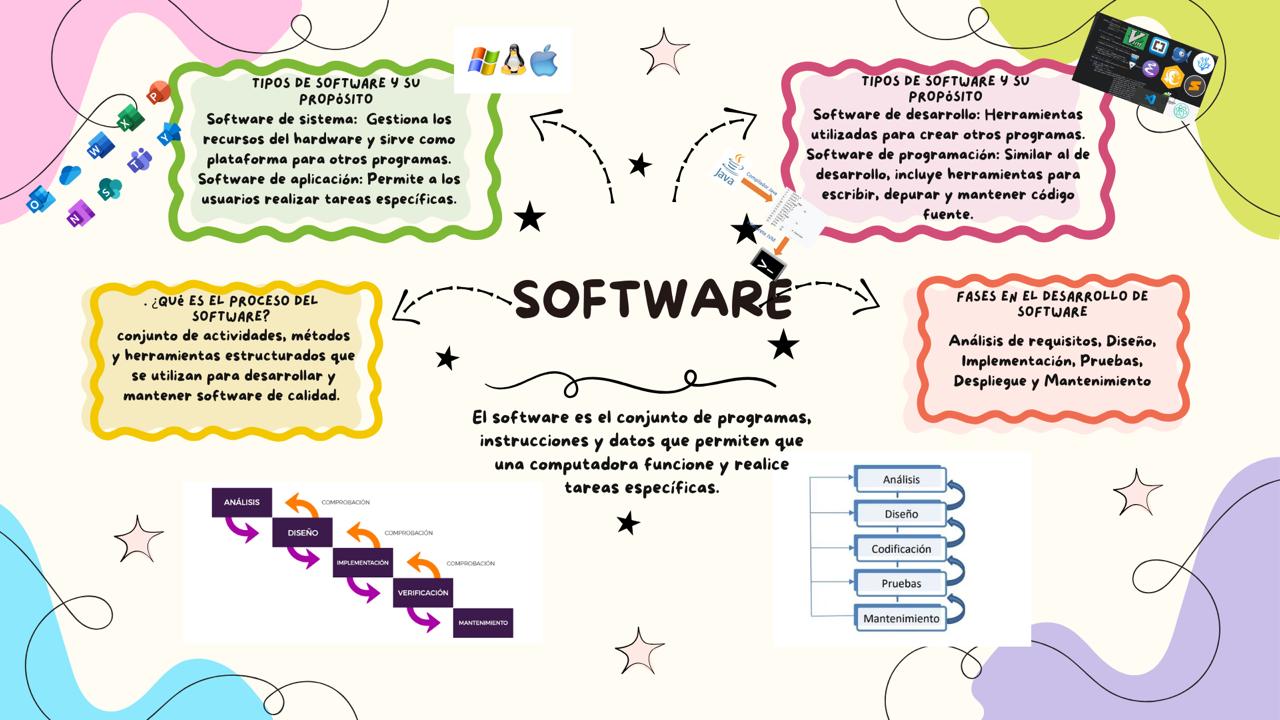 TIPOS DE SOFTWARE Y SU
PROPóSITO
Software de sistema: Gestiona los
recursos del hardware y sirve como
plataforma para otros programas.
Software de aplicación: Permite a los
usuarios realizar tareas específicas.
TIPOS DE SOFTWARE Y SU
PROPóSITO
Software de desarrollo: Herramientas
utilizadas para crear otros programas.
Software de programación: Similar al de
desarrollo, incluye herramientas para
escribir, depurar y mantener código
fuente.
Java
Compilador Java
SOFTWARE
. ¿QUé ES EL PROCESO DEL
SOFTWARE?
conjunto de actividades, métodos
y herramientas estructurados que
se utilizan para desarrollar y
mantener software de calidad.
FASES EN EL DESARROLLO DE
SOFTWARE
Análisis de requisitos, Diseño,
Implementación, Pruebas,
Despliegue y Mantenimiento
El software es el conjunto de programas,
instrucciones y datos que permiten que
una computadora funcione y realice
tareas específicas.
ANÁLISIS
COMPROBACIÓN
DISEÑO
COMPROBACIÓN
IMPLEMENTACIÓN
COMPROBACIÓN
VERIFICACIÓN
MANTENIMIENTO
Análisis
Diseño
Codificación
Pruebas
Mantenimiento